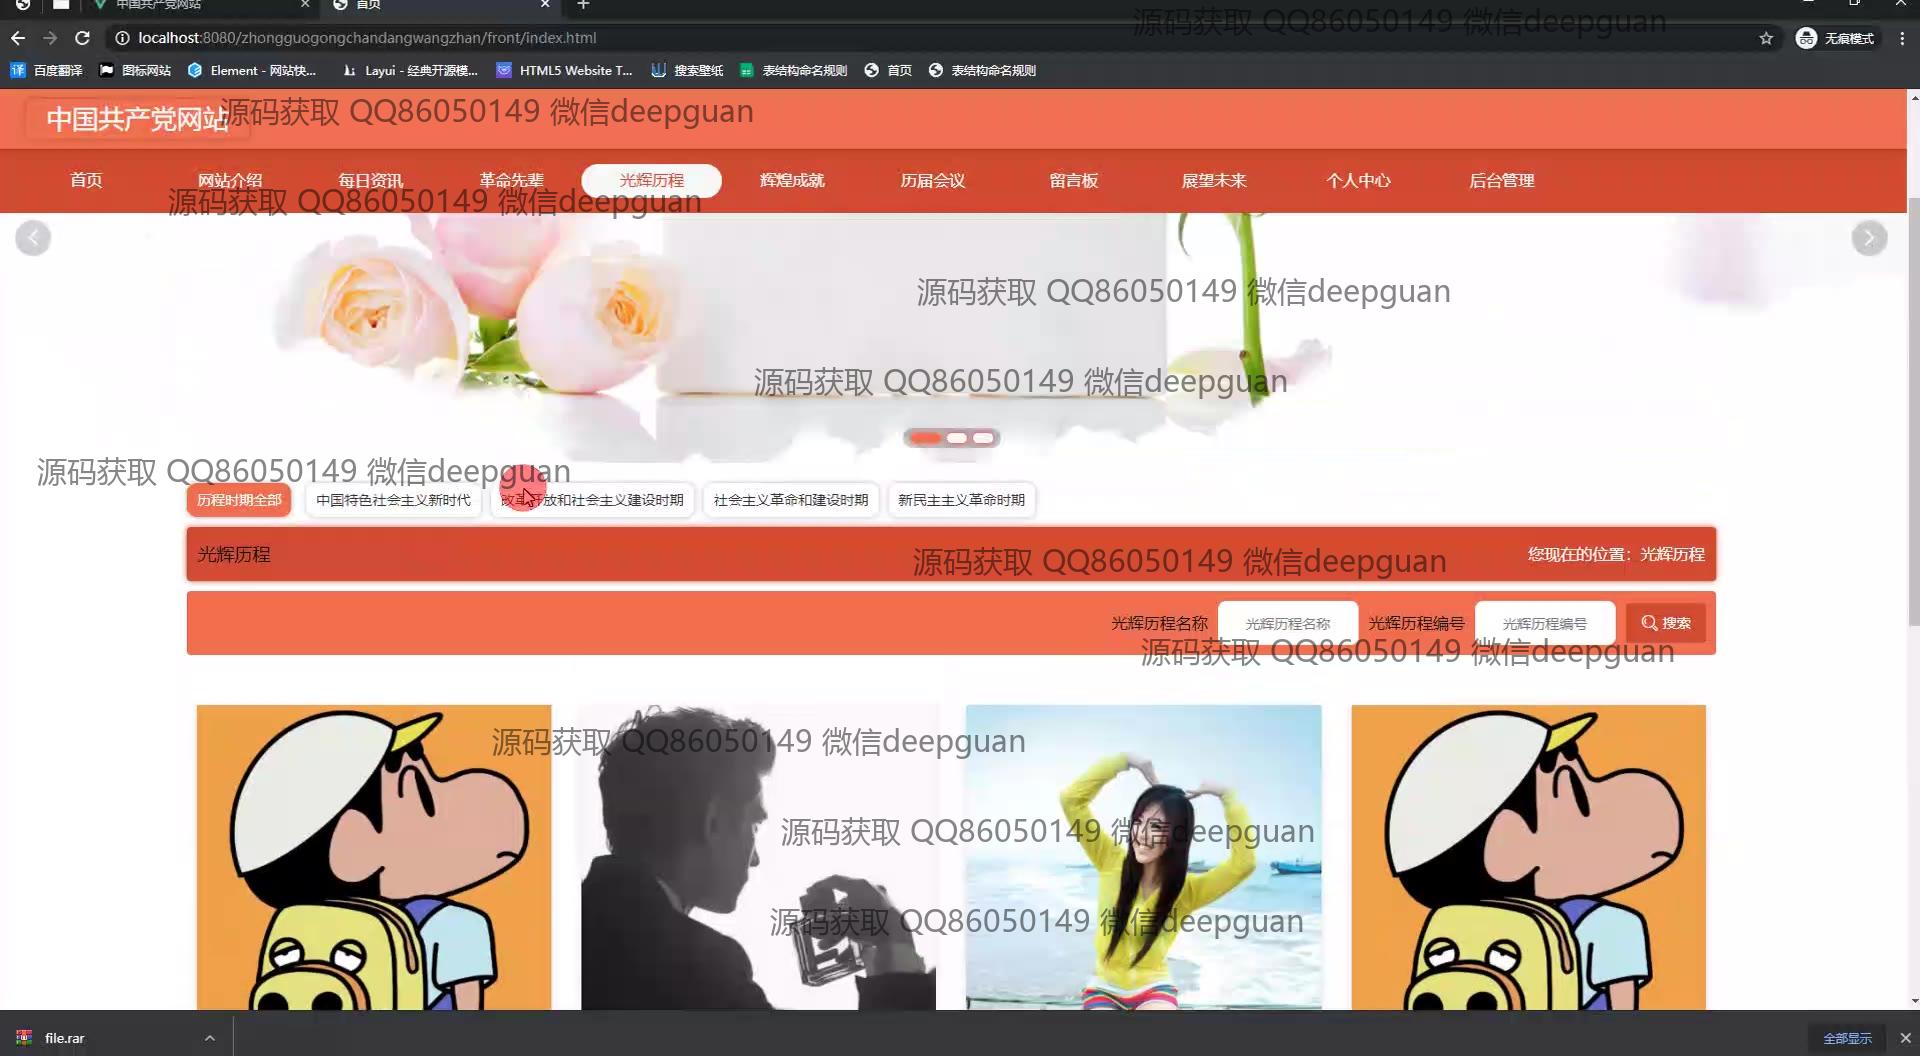 中国共产党网站
首页
源码获取 QQ86050149 微信deepguan
localhost:8080/zhongguogongchandangwangzhan/front/index.html
无痕模式
百度翻译
图标网站
Element - 网站快...
Layui - 经典开源模...
HTML5 Website T...
搜索壁纸
表结构命名规则
首页
表结构命名规则
中国共产党网站
源码获取 QQ86050149 微信deepguan
首页
网站介绍
每日资讯
革命先辈
光辉历程
辉煌成就
历届会议
留言板
展望未来
个人中心
后台管理
源码获取 QQ86050149 微信deepguan
源码获取 QQ86050149 微信deepguan
源码获取 QQ86050149 微信deepguan
源码获取 QQ86050149 微信deepguan
历程时期全部
中国特色社会主义新时代
改革开放和社会主义建设时期
社会主义革命和建设时期
新民主主义革命时期
光辉历程
源码获取 QQ86050149 微信deepguan
您现在的位置：光辉历程
光辉历程名称
光辉历程名称
光辉历程编号
光辉历程编号
搜索
源码获取 QQ86050149 微信deepguan
源码获取 QQ86050149 微信deepguan
源码获取 QQ86050149 微信deepguan
源码获取 QQ86050149 微信deepguan
file.rar
全部显示